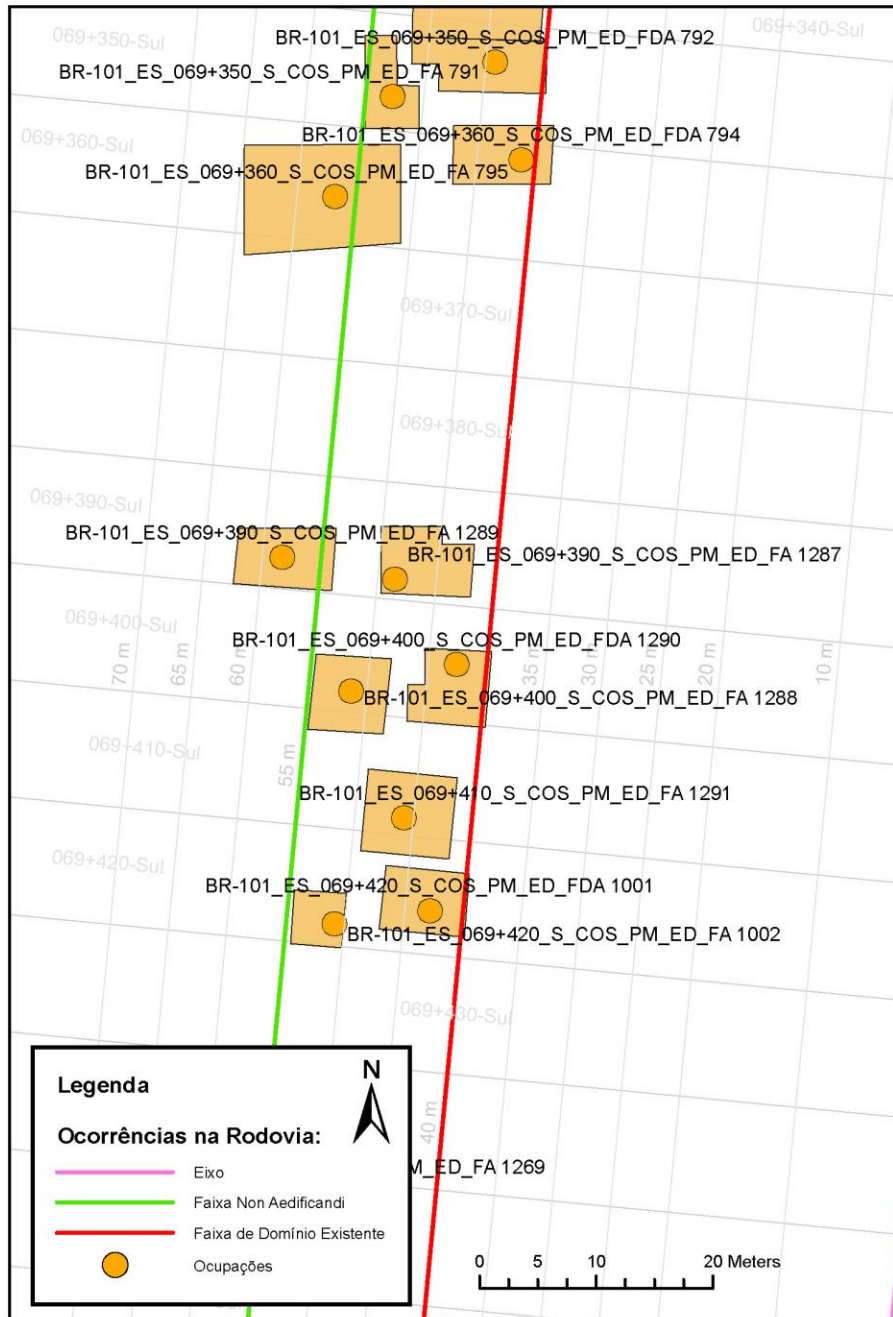 069+350-Sul
BR-101_ES_069+350_S_COS_PM_ED_FDA 792
069+340-Sul
BR-101_ES_069+350_S_COS_PM_ED_FA 791
069+360-Sul
BR-101_ES_069+360_S_COS_PM_ED_FDA 794
BR-101_ES_069+360_S_COS_PM_ED_FA 795
069+370-Sul
069+380-Sul
069+390-Sul
BR-101_ES_069+390_S_COS_PM_ED_FA 1289
BR-101_ES_069+390_S_COS_PM_ED_FA 1287
069+400-Sul
BR-101_ES_069+400_S_COS_PM_ED_FDA 1290
70 m
65 m
60 m
35 m
30 m
25 m
20 m
10 m
BR-101_ES_069+400_S_COS_PM_ED_FA 1288
069+410-Sul
55 m
BR-101_ES_069+410_S_COS_PM_ED_FA 1291
069+420-Sul
BR-101_ES_069+420_S_COS_PM_ED_FDA 1001
BR-101_ES_069+420_S_COS_PM_ED_FA 1002
069+430-Sul
N
Legenda
Ocorrências na Rodovia:
Eixo
Faixa Non Aedificandi
Faixa de Domínio Existente
Ocupações
40 m
M_ED_FA 1269
0 5 10 20 Meters